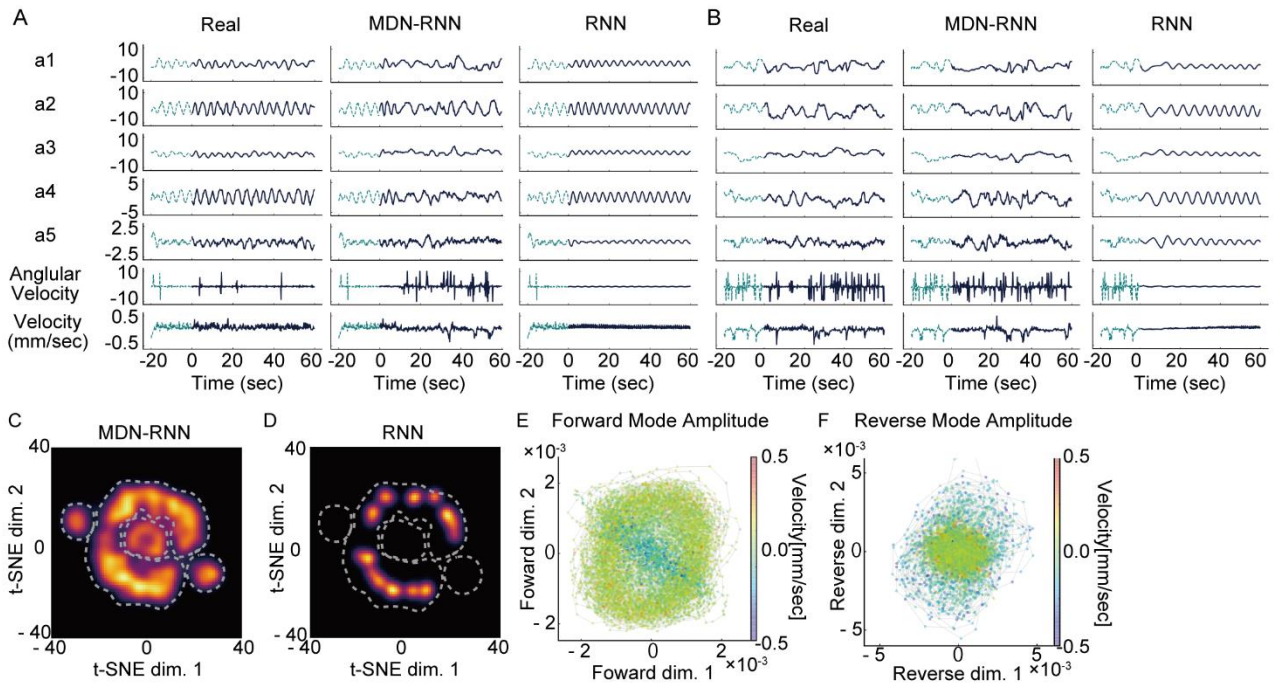 A
Real
MDN-RNN
RNN
B
Real
MDN-RNN
RNN
a1
10
-10
a2
10
-10
a3
10
-10
a4
5
-5
a5
2.5
-2.5
Anglular
Velocity
10
-10
Velocity
(mm/sec)
0.5
-0.5
-20 0 20 40 60
-20 0 20 40 60
-20 0 20 40 60
-20 0 20 40 60
-20 0 20 40 60
-20 0 20 40 60
Time (sec)
Time (sec)
Time (sec)
Time (sec)
Time (sec)
Time (sec)
C
MDN-RNN
40
0
- 40
t-SNE dim. 2
- 40 0 40
t-SNE dim. 1
D
RNN
40
0
- 40
t-SNE dim. 2
- 40 0 40
t-SNE dim. 1
E Forward Mode Amplitude
×10⁻³
2
0
- 2
Foward dim. 2
- 2 0 2
×10⁻³
Foward dim. 1
0.5
0.0
-0.5
Velocity[mm/sec]
F Reverse Mode Amplitude
×10⁻³
5
0
-5
Reverse dim. 2
- 5 0 5
×10⁻³
Reverse dim. 1
0.5
0.0
-0.5
Velocity[mm/sec]